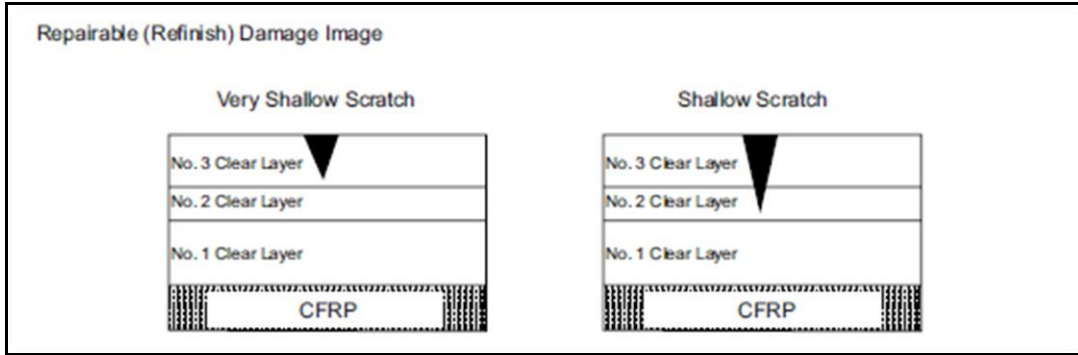 Repairable (Refinish) Damage Image
Very Shallow Scratch
No. 3 Clear Layer
No. 2 Clear Layer
No. 1 Clear Layer
CFRP
Shallow Scratch
No. 3 Clear Layer
No. 2 Clear Layer
No. 1 Clear Layer
CFRP